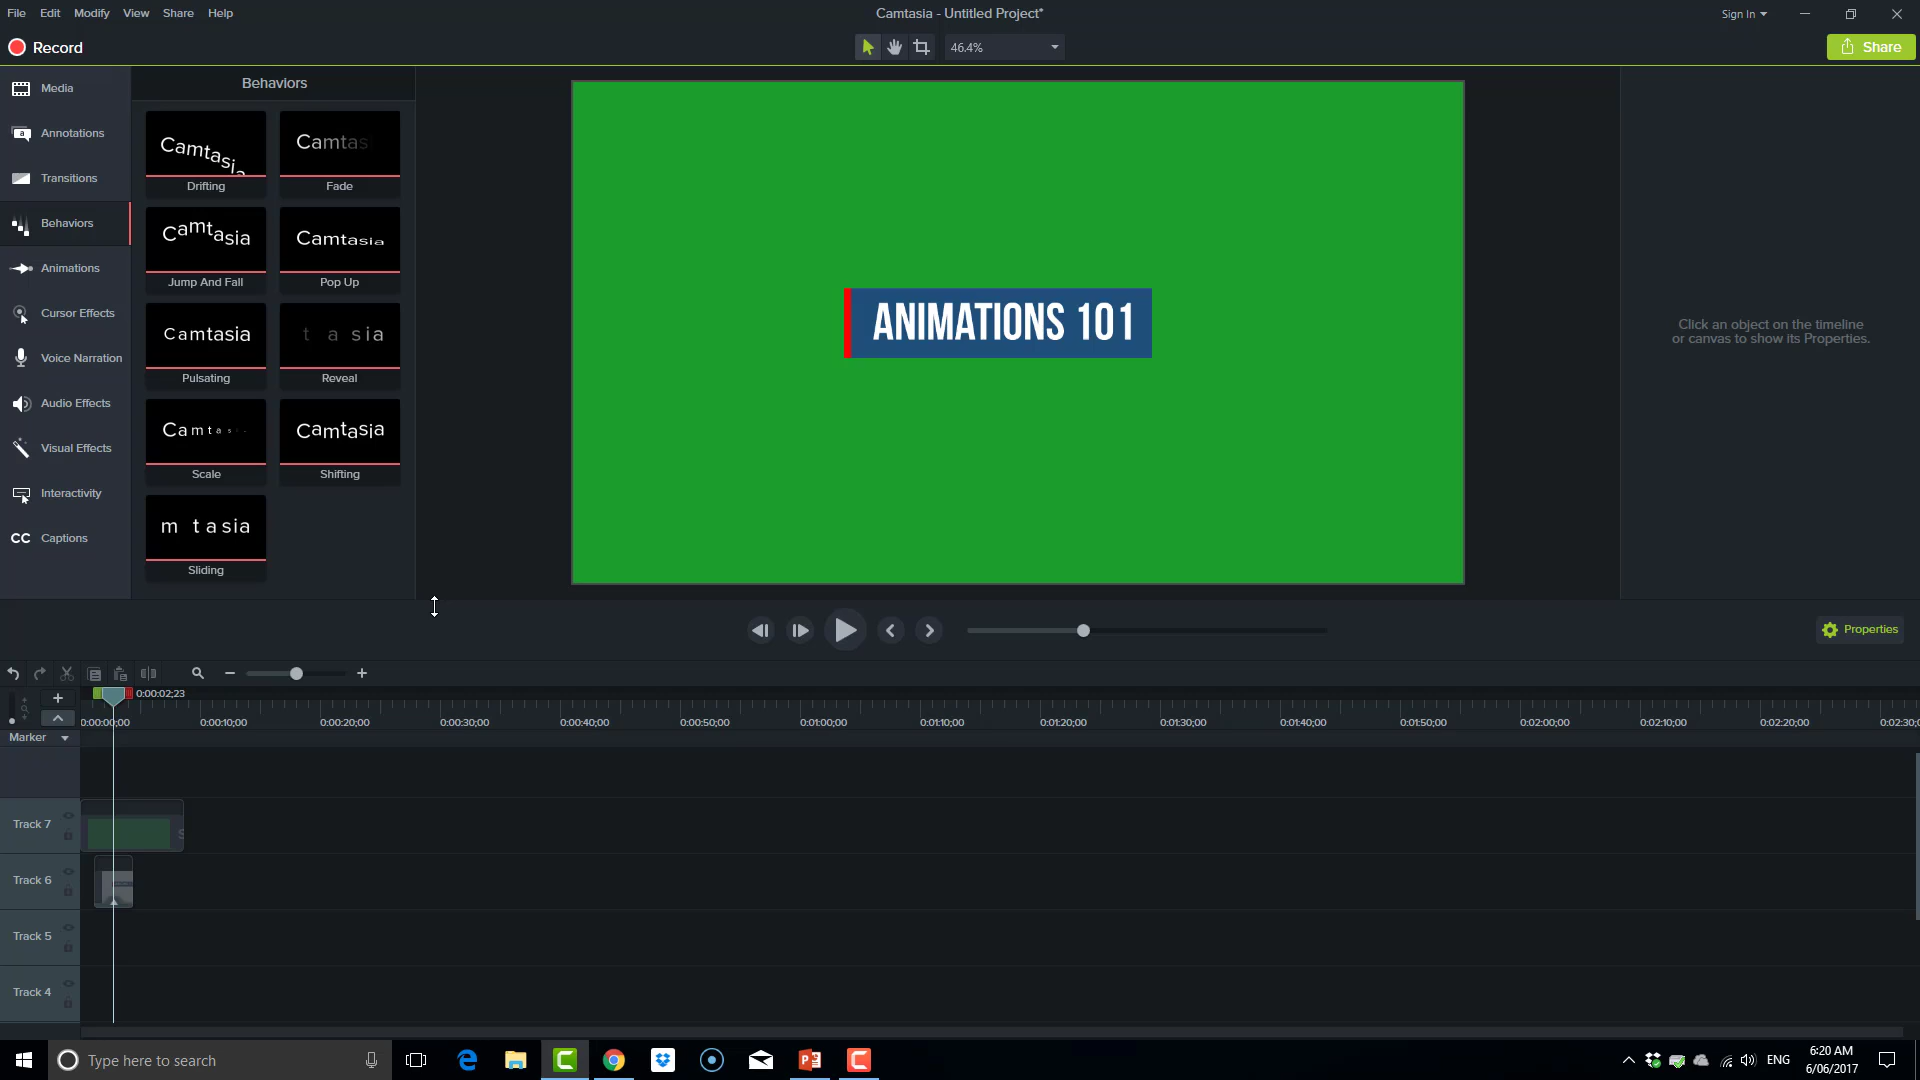 File Edit Modify View Share Help
Camtasia - Untitled Project*
Sign In
Record
46.4%
Share
Media
Annotations
Transitions
Behaviors
Animations
Cursor Effects
Voice Narration
Audio Effects
Visual Effects
Interactivity
CC Captions
Behaviors
Camtasia
Drifting
Camtas
Fade
Camtasia
Jump And Fall
Camtasia
Pop Up
Camtasia
Pulsating
t a sia
Reveal
Camtas
Scale
Camtasia
Shifting
m tasia
Sliding
ANIMATIONS 101
Click an object on the timeline
or canvas to show its Properties.
Properties
0:00:02;23
0:00:00;00 0:00:10;00 0:00:20;00 0:00:30;00 0:00:40;00 0:00:50;00 0:01:00;00 0:01:10;00 0:01:20;00 0:01:30;00 0:01:40;00 0:01:50;00 0:02:00;00 0:02:10;00 0:02:20;00 0:02:30;0
Marker
Track 7
Track 6
Track 5
Track 4
Type here to search
ENG
6:20 AM
6/06/2017